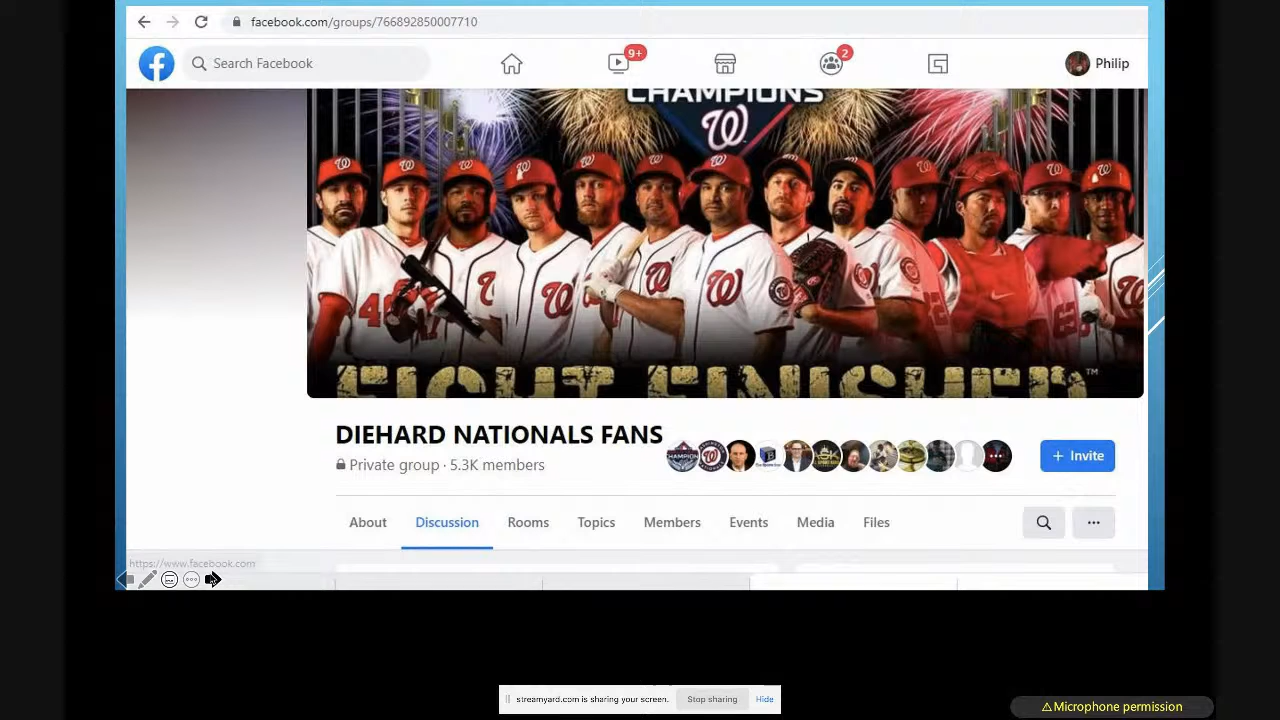 facebook.com/groups/766892850007710
Search Facebook
9+
2
Philip
CHAMPIONS
W
FIGHT FINISHED™
DIEHARD NATIONALS FANS
Private group · 5.3K members
+ Invite
About Discussion Rooms Topics Members Events Media Files
https://www.facebook.com
streamyard.com is sharing your screen. Stop sharing Hide
⚠Microphone permission